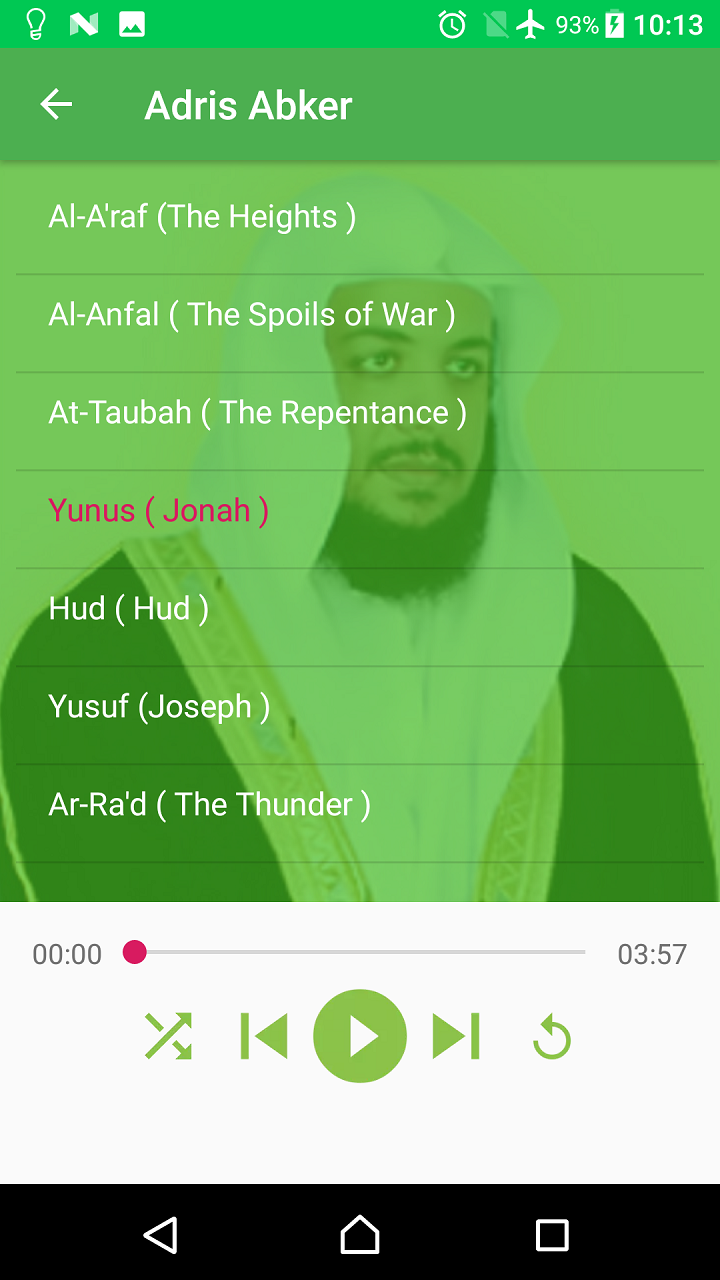 93% 10:13
Adris Abker
Al-A'raf (The Heights )
Al-Anfal ( The Spoils of War )
At-Taubah ( The Repentance )
Yunus ( Jonah )
Hud ( Hud )
Yusuf (Joseph )
Ar-Ra'd ( The Thunder )
00:00 03:57